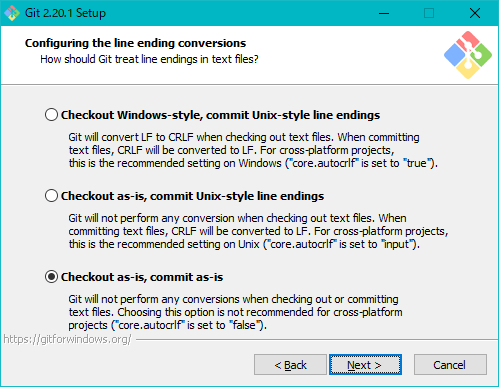 Git 2.20.1 Setup
Configuring the line ending conversions
How should Git treat line endings in text files?
Checkout Windows-style, commit Unix-style line endings
Git will convert LF to CRLF when checking out text files. When committing
text files, CRLF will be converted to LF. For cross-platform projects,
this is the recommended setting on Windows ("core.autocrlf" is set to "true").
Checkout as-is, commit Unix-style line endings
Git will not perform any conversion when checking out text files. When
committing text files, CRLF will be converted to LF. For cross-platform projects,
this is the recommended setting on Unix ("core.autocrlf" is set to "input").
Checkout as-is, commit as-is
Git will not perform any conversions when checking out or committing
text files. Choosing this option is not recommended for cross-platform
projects ("core.autocrlf" is set to "false").
https://gitforwindows.org/
< Back
Next >
Cancel